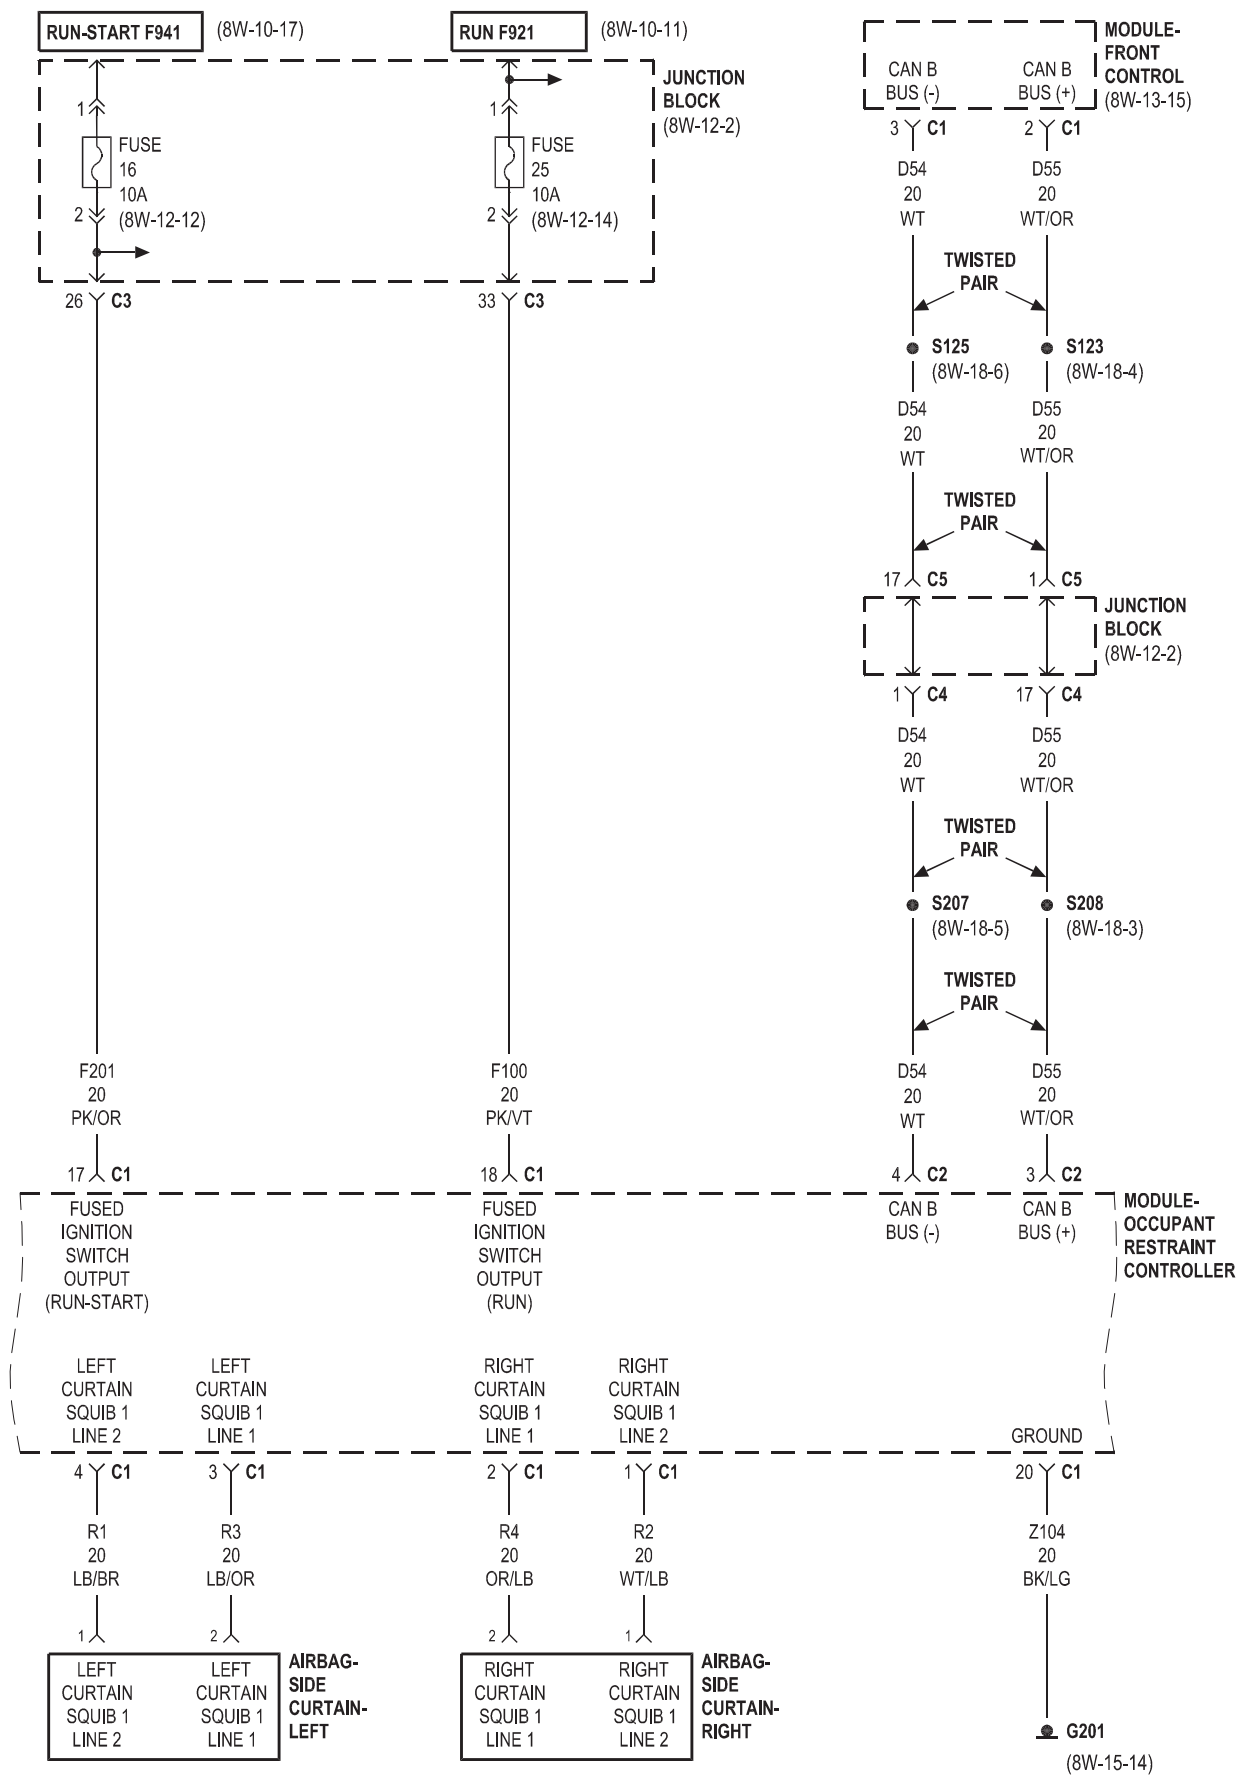 RUN-START F941 (8W-10-17)
RUN F921 (8W-10-11)
MODULE-
FRONT
CONTROL
(8W-13-15)
CAN B
BUS (-)
CAN B
BUS (+)
JUNCTION
BLOCK
(8W-12-2)
1
FUSE
16
10A
(8W-12-12)
2
1
FUSE
25
10A
(8W-12-14)
2
26 C3
33 C3
3 C1
2 C1
D54
20
WT
D55
20
WT/OR
TWISTED
PAIR
S125
(8W-18-6)
S123
(8W-18-4)
D54
20
WT
D55
20
WT/OR
TWISTED
PAIR
17 C5
1 C5
JUNCTION
BLOCK
(8W-12-2)
1 C4
17 C4
D54
20
WT
D55
20
WT/OR
TWISTED
PAIR
S207
(8W-18-5)
S208
(8W-18-3)
TWISTED
PAIR
F201
20
PK/OR
F100
20
PK/VT
D54
20
WT
D55
20
WT/OR
17 C1
18 C1
4 C2
3 C2
FUSED
IGNITION
SWITCH
OUTPUT
(RUN-START)
FUSED
IGNITION
SWITCH
OUTPUT
(RUN)
CAN B
BUS (-)
CAN B
BUS (+)
MODULE-
OCCUPANT
RESTRAINT
CONTROLLER
LEFT
CURTAIN
SQUIB 1
LINE 2
LEFT
CURTAIN
SQUIB 1
LINE 1
RIGHT
CURTAIN
SQUIB 1
LINE 1
RIGHT
CURTAIN
SQUIB 1
LINE 2
GROUND
4 C1
3 C1
2 C1
1 C1
20 C1
R1
20
LB/BR
R3
20
LB/OR
R4
20
OR/LB
R2
20
WT/LB
Z104
20
BK/LG
1
2
2
1
LEFT
CURTAIN
SQUIB 1
LINE 2
LEFT
CURTAIN
SQUIB 1
LINE 1
AIRBAG-
SIDE
CURTAIN-
LEFT
RIGHT
CURTAIN
SQUIB 1
LINE 1
RIGHT
CURTAIN
SQUIB 1
LINE 2
AIRBAG-
SIDE
CURTAIN-
RIGHT
G201
(8W-15-14)